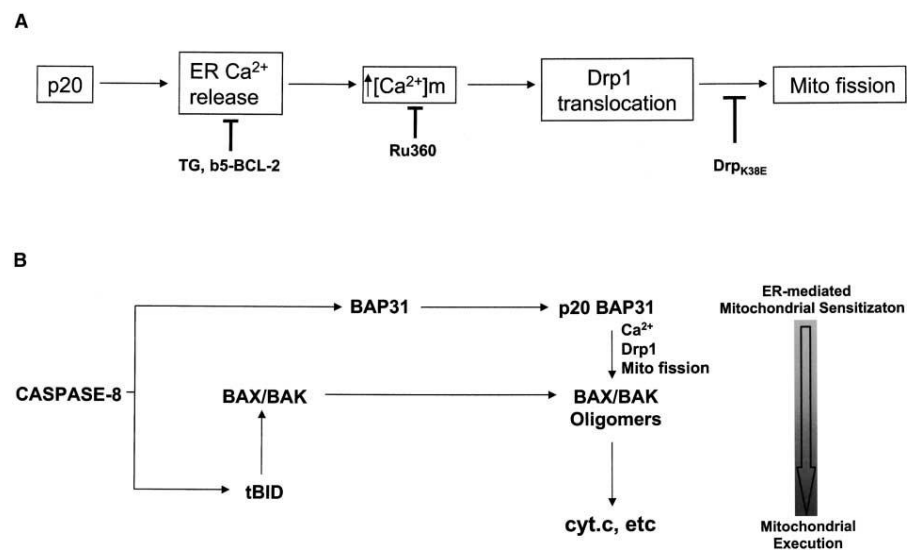 A
p20
ER Ca²⁺
release
↑[Ca²⁺]m
Drp1
translocation
Mito fission
TG, b5-BCL-2
Ru360
Drp_K38E
B
ER-mediated
Mitochondrial Sensitizaton
BAP31
p20 BAP31
Ca²⁺
Drp1
Mito fission
CASPASE-8
BAX/BAK
BAX/BAK
Oligomers
tBID
cyt.c, etc
Mitochondrial
Execution